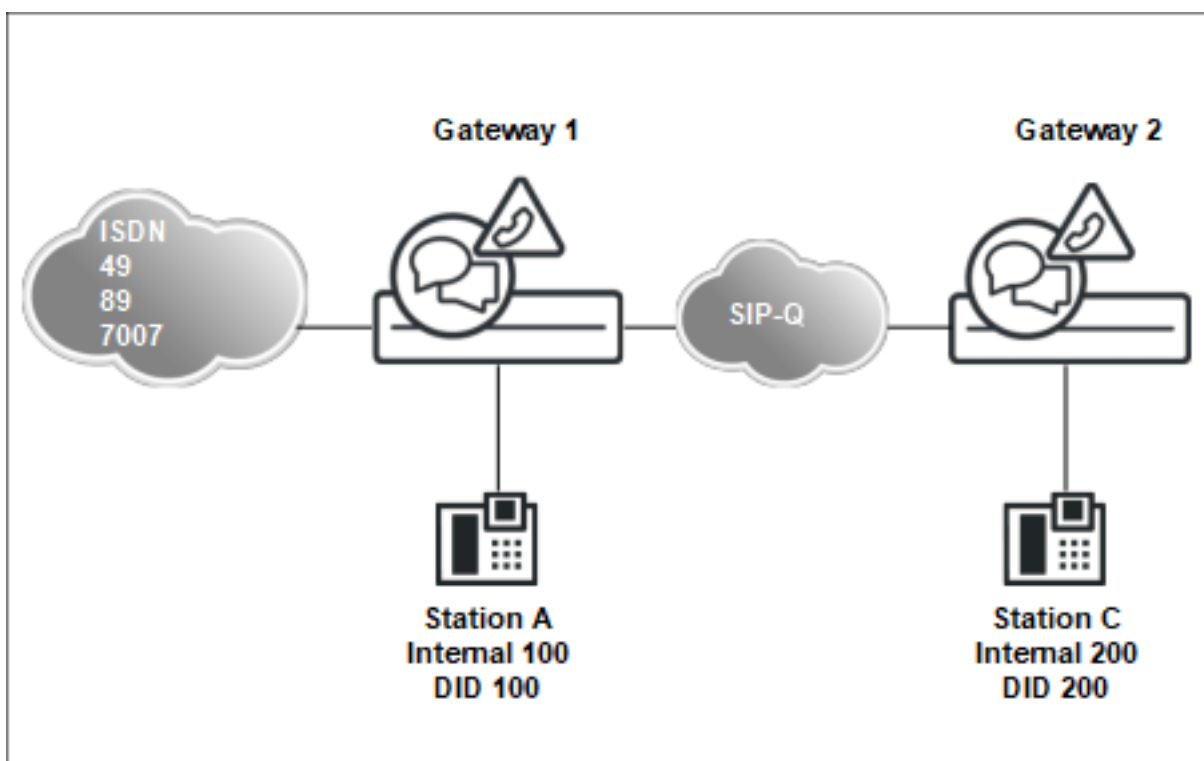 Gateway 1
Gateway 2
ISDN
49
89
7007
SIP-Q
Station A
Internal 100
DID 100
Station C
Internal 200
DID 200